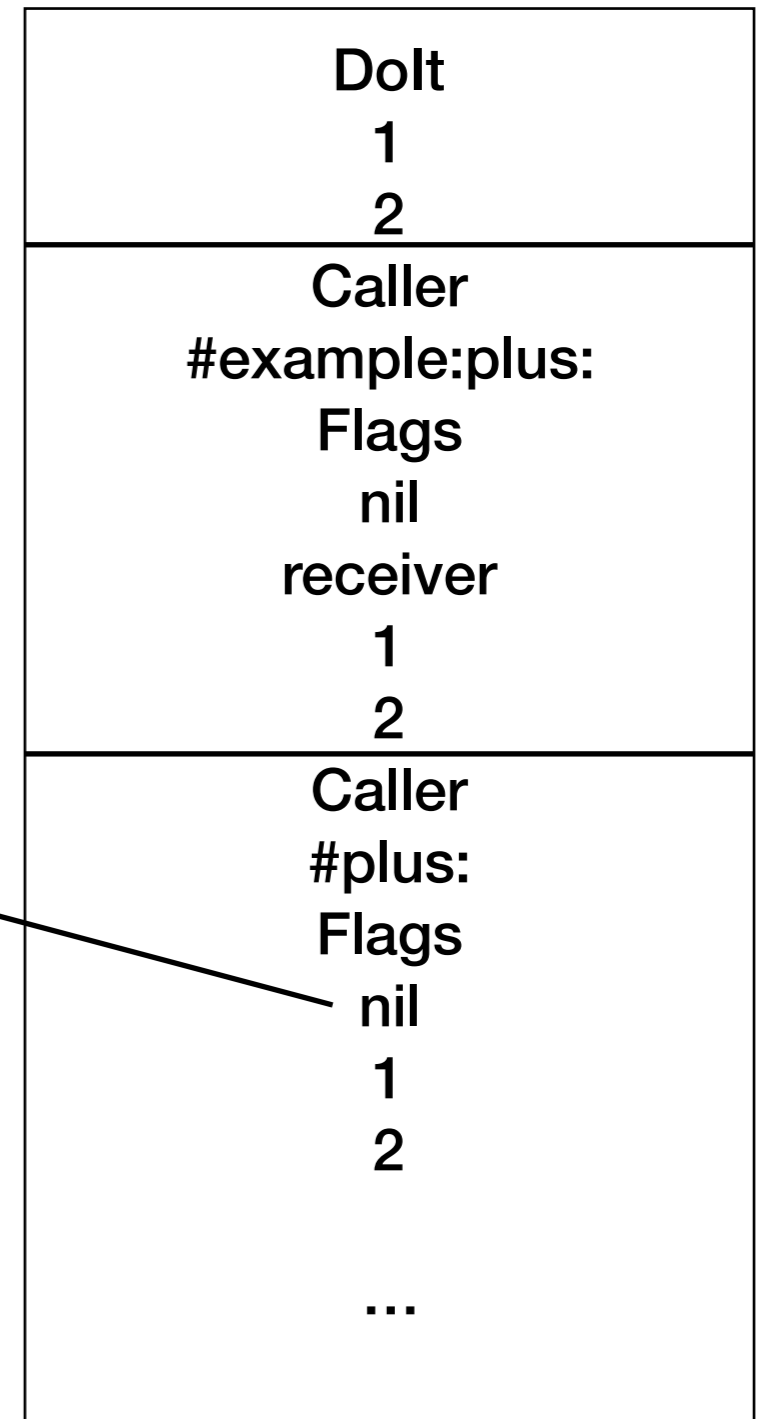 DoIt
1
2
Caller
#example:plus:
Flags
nil
receiver
1
2
Caller
#plus:
Flags
nil
1
2
...